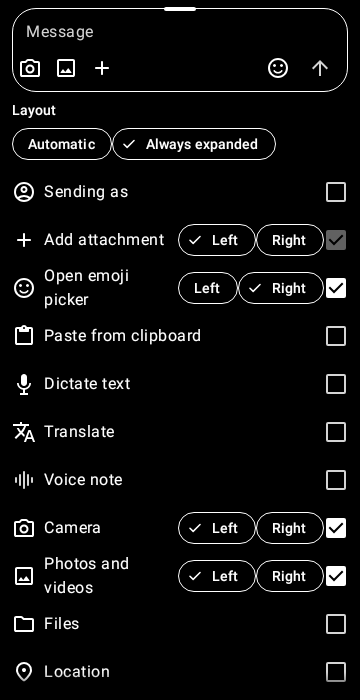 Message
Layout
Automatic
Always expanded
Sending as
Add attachment
Left
Right
Open emoji
picker
Left
Right
Paste from clipboard
Dictate text
Translate
Voice note
Camera
Left
Right
Photos and
videos
Left
Right
Files
Location